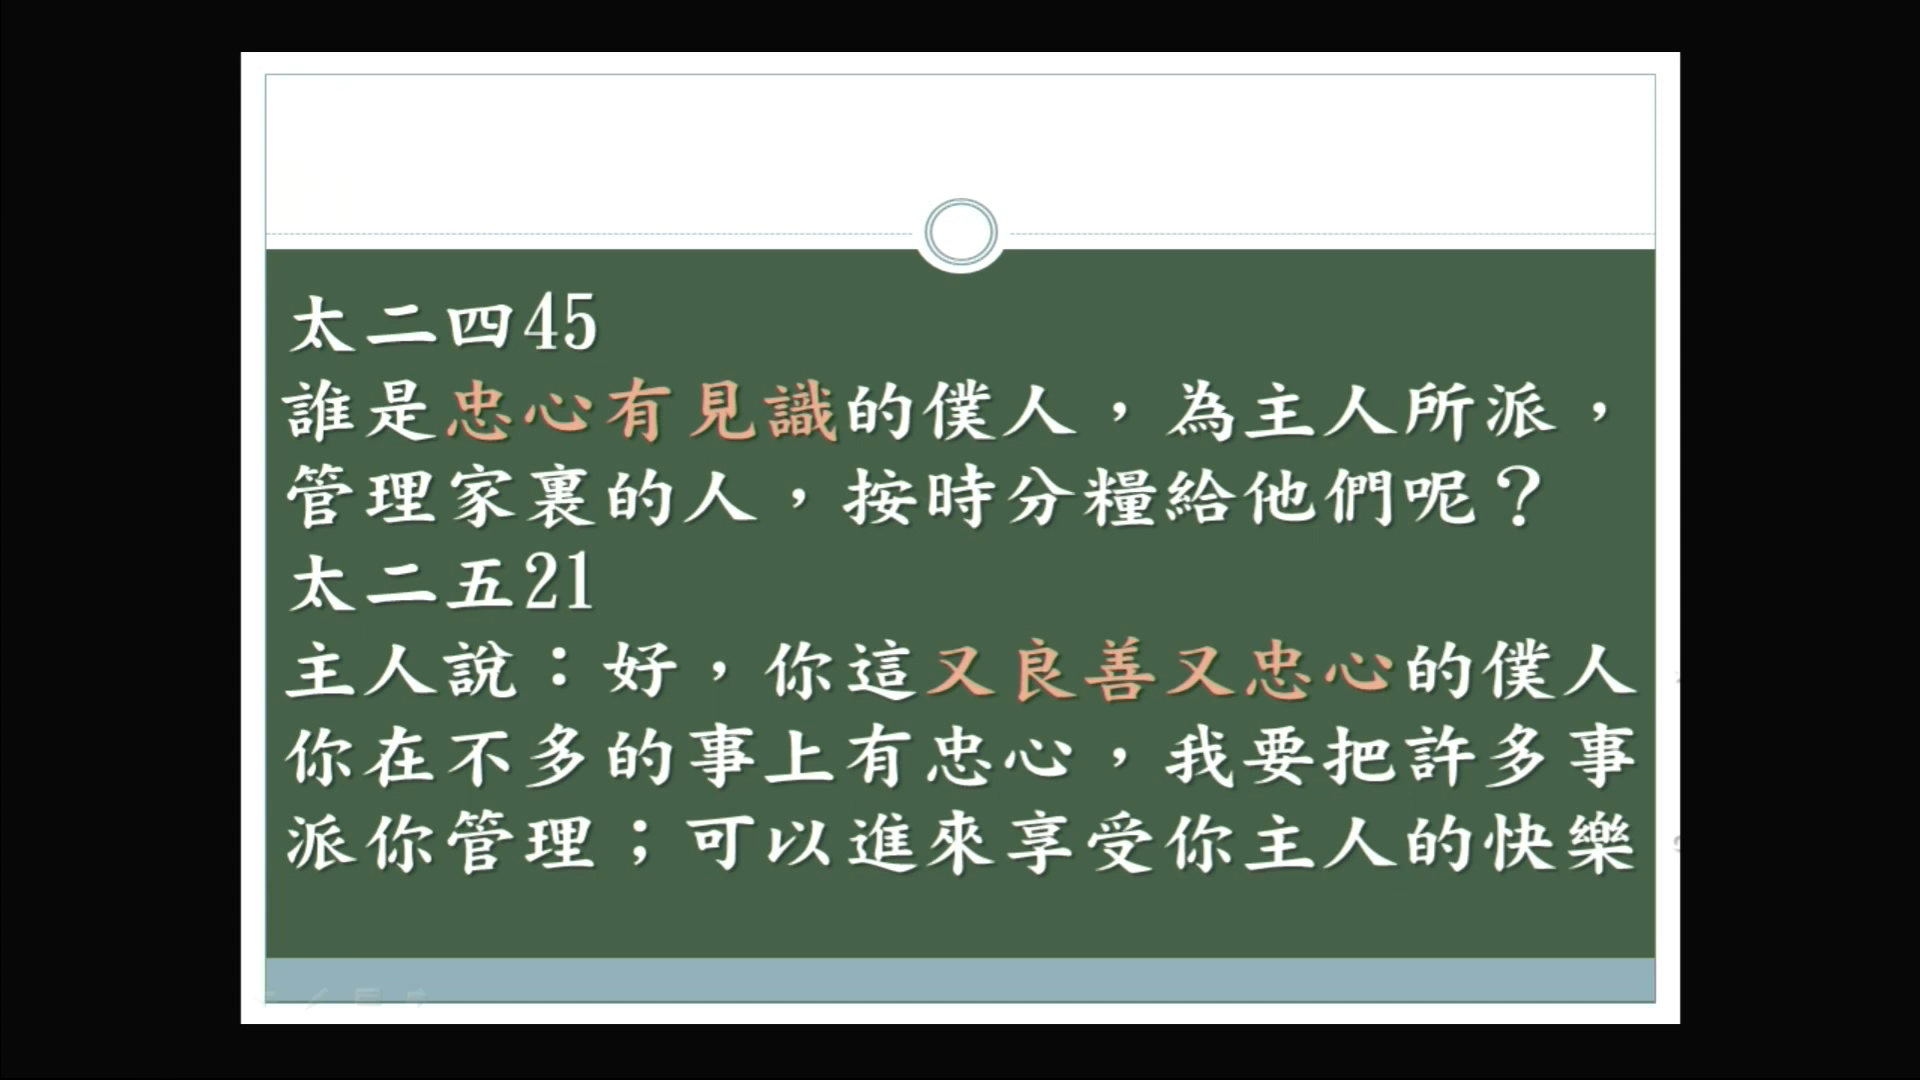 太二四45
誰是忠心有見識的僕人，為主人所派，
管理家裏的人，按時分糧給他們呢？
太二五21
主人說：好，你這又良善又忠心的僕人
你在不多的事上有忠心，我要把許多事
派你管理；可以進來享受你主人的快樂